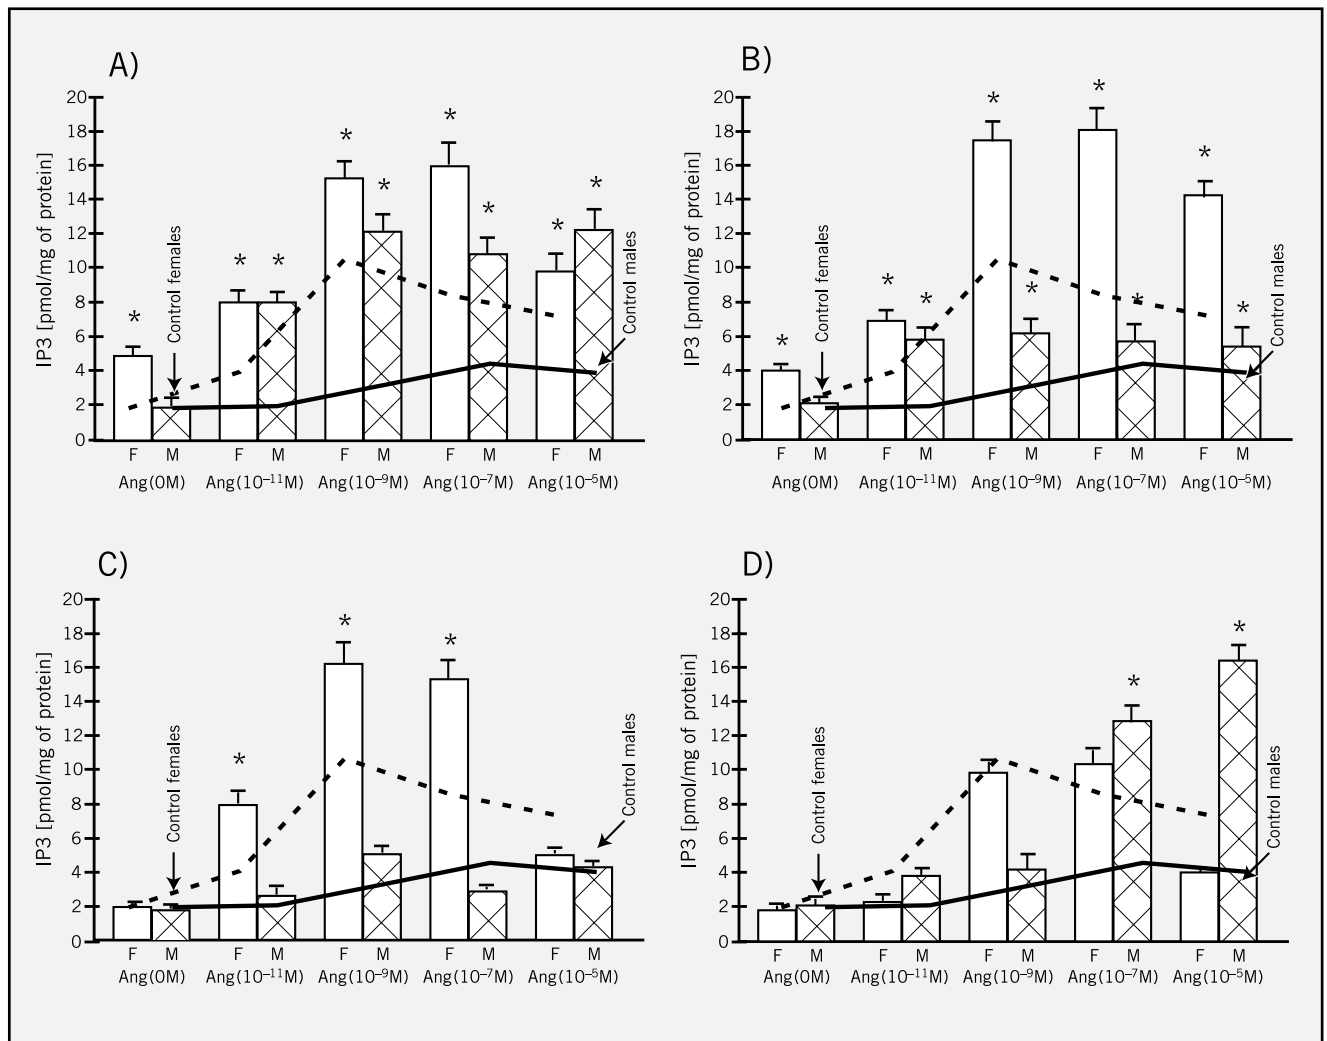 A)
IP3 [pmol/mg of protein]
20
18
16
14
12
10
8
6
4
2
0
* * * * * * * * *
Control females
Control males
F M F M F M F M F M
Ang(0M) Ang(10⁻¹¹M) Ang(10⁻⁹M) Ang(10⁻⁷M) Ang(10⁻⁵M)
B)
IP3 [pmol/mg of protein]
20
18
16
14
12
10
8
6
4
2
0
* * * * * * * * *
Control females
Control males
F M F M F M F M F M
Ang(0M) Ang(10⁻¹¹M) Ang(10⁻⁹M) Ang(10⁻⁷M) Ang(10⁻⁵M)
C)
IP3 [pmol/mg of protein]
20
18
16
14
12
10
8
6
4
2
0
* * *
Control females
Control males
F M F M F M F M F M
Ang(0M) Ang(10⁻¹¹M) Ang(10⁻⁹M) Ang(10⁻⁷M) Ang(10⁻⁵M)
D)
IP3 [pmol/mg of protein]
20
18
16
14
12
10
8
6
4
2
0
* *
Control females
Control males
F M F M F M F M F M
Ang(0M) Ang(10⁻¹¹M) Ang(10⁻⁹M) Ang(10⁻⁷M) Ang(10⁻⁵M)